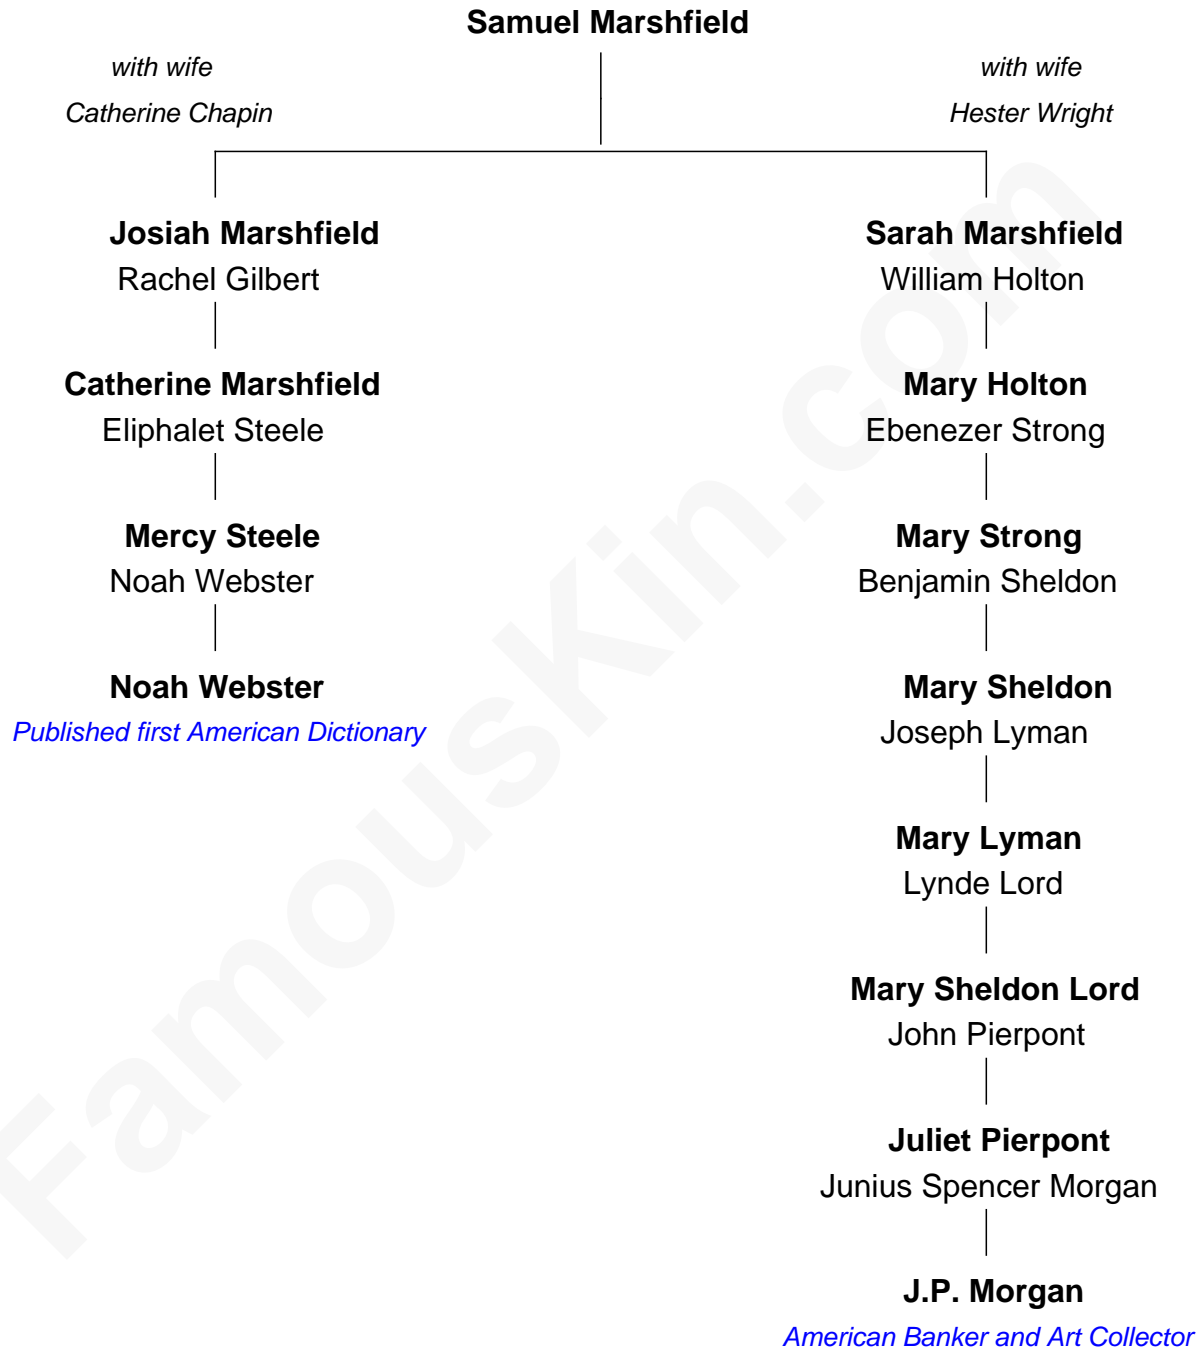 Samuel Marshfield
with wife
Catherine Chapin
with wife
Hester Wright
Josiah Marshfield
Rachel Gilbert
Catherine Marshfield
Eliphalet Steele
Mercy Steele
Noah Webster
Noah Webster
Published first American Dictionary
Sarah Marshfield
William Holton
Mary Holton
Ebenezer Strong
Mary Strong
Benjamin Sheldon
Mary Sheldon
Joseph Lyman
Mary Lyman
Lynde Lord
Mary Sheldon Lord
John Pierpont
Juliet Pierpont
Junius Spencer Morgan
J.P. Morgan
American Banker and Art Collector
FamousKin.com